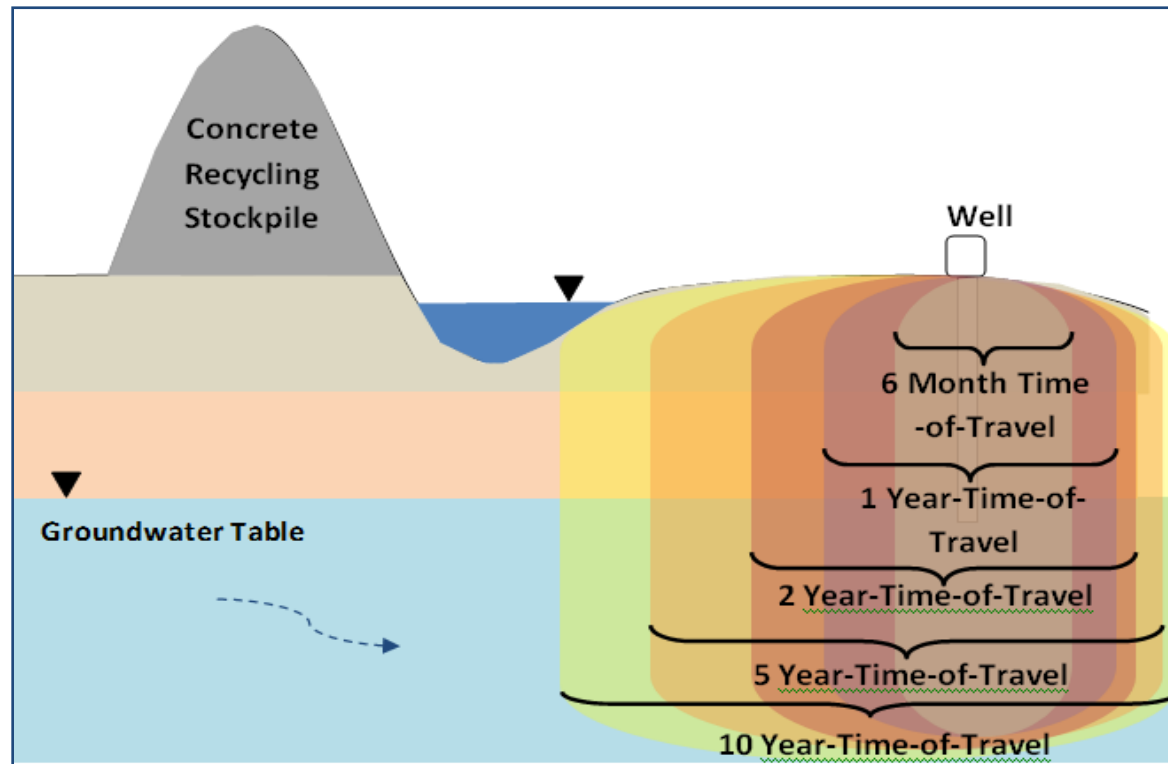 Concrete
Recycling
Stockpile
Well
6 Month Time
-of-Travel
1 Year-Time-of-
Travel
Groundwater Table
2 Year-Time-of-Travel
5 Year-Time-of-Travel
10 Year-Time-of-Travel